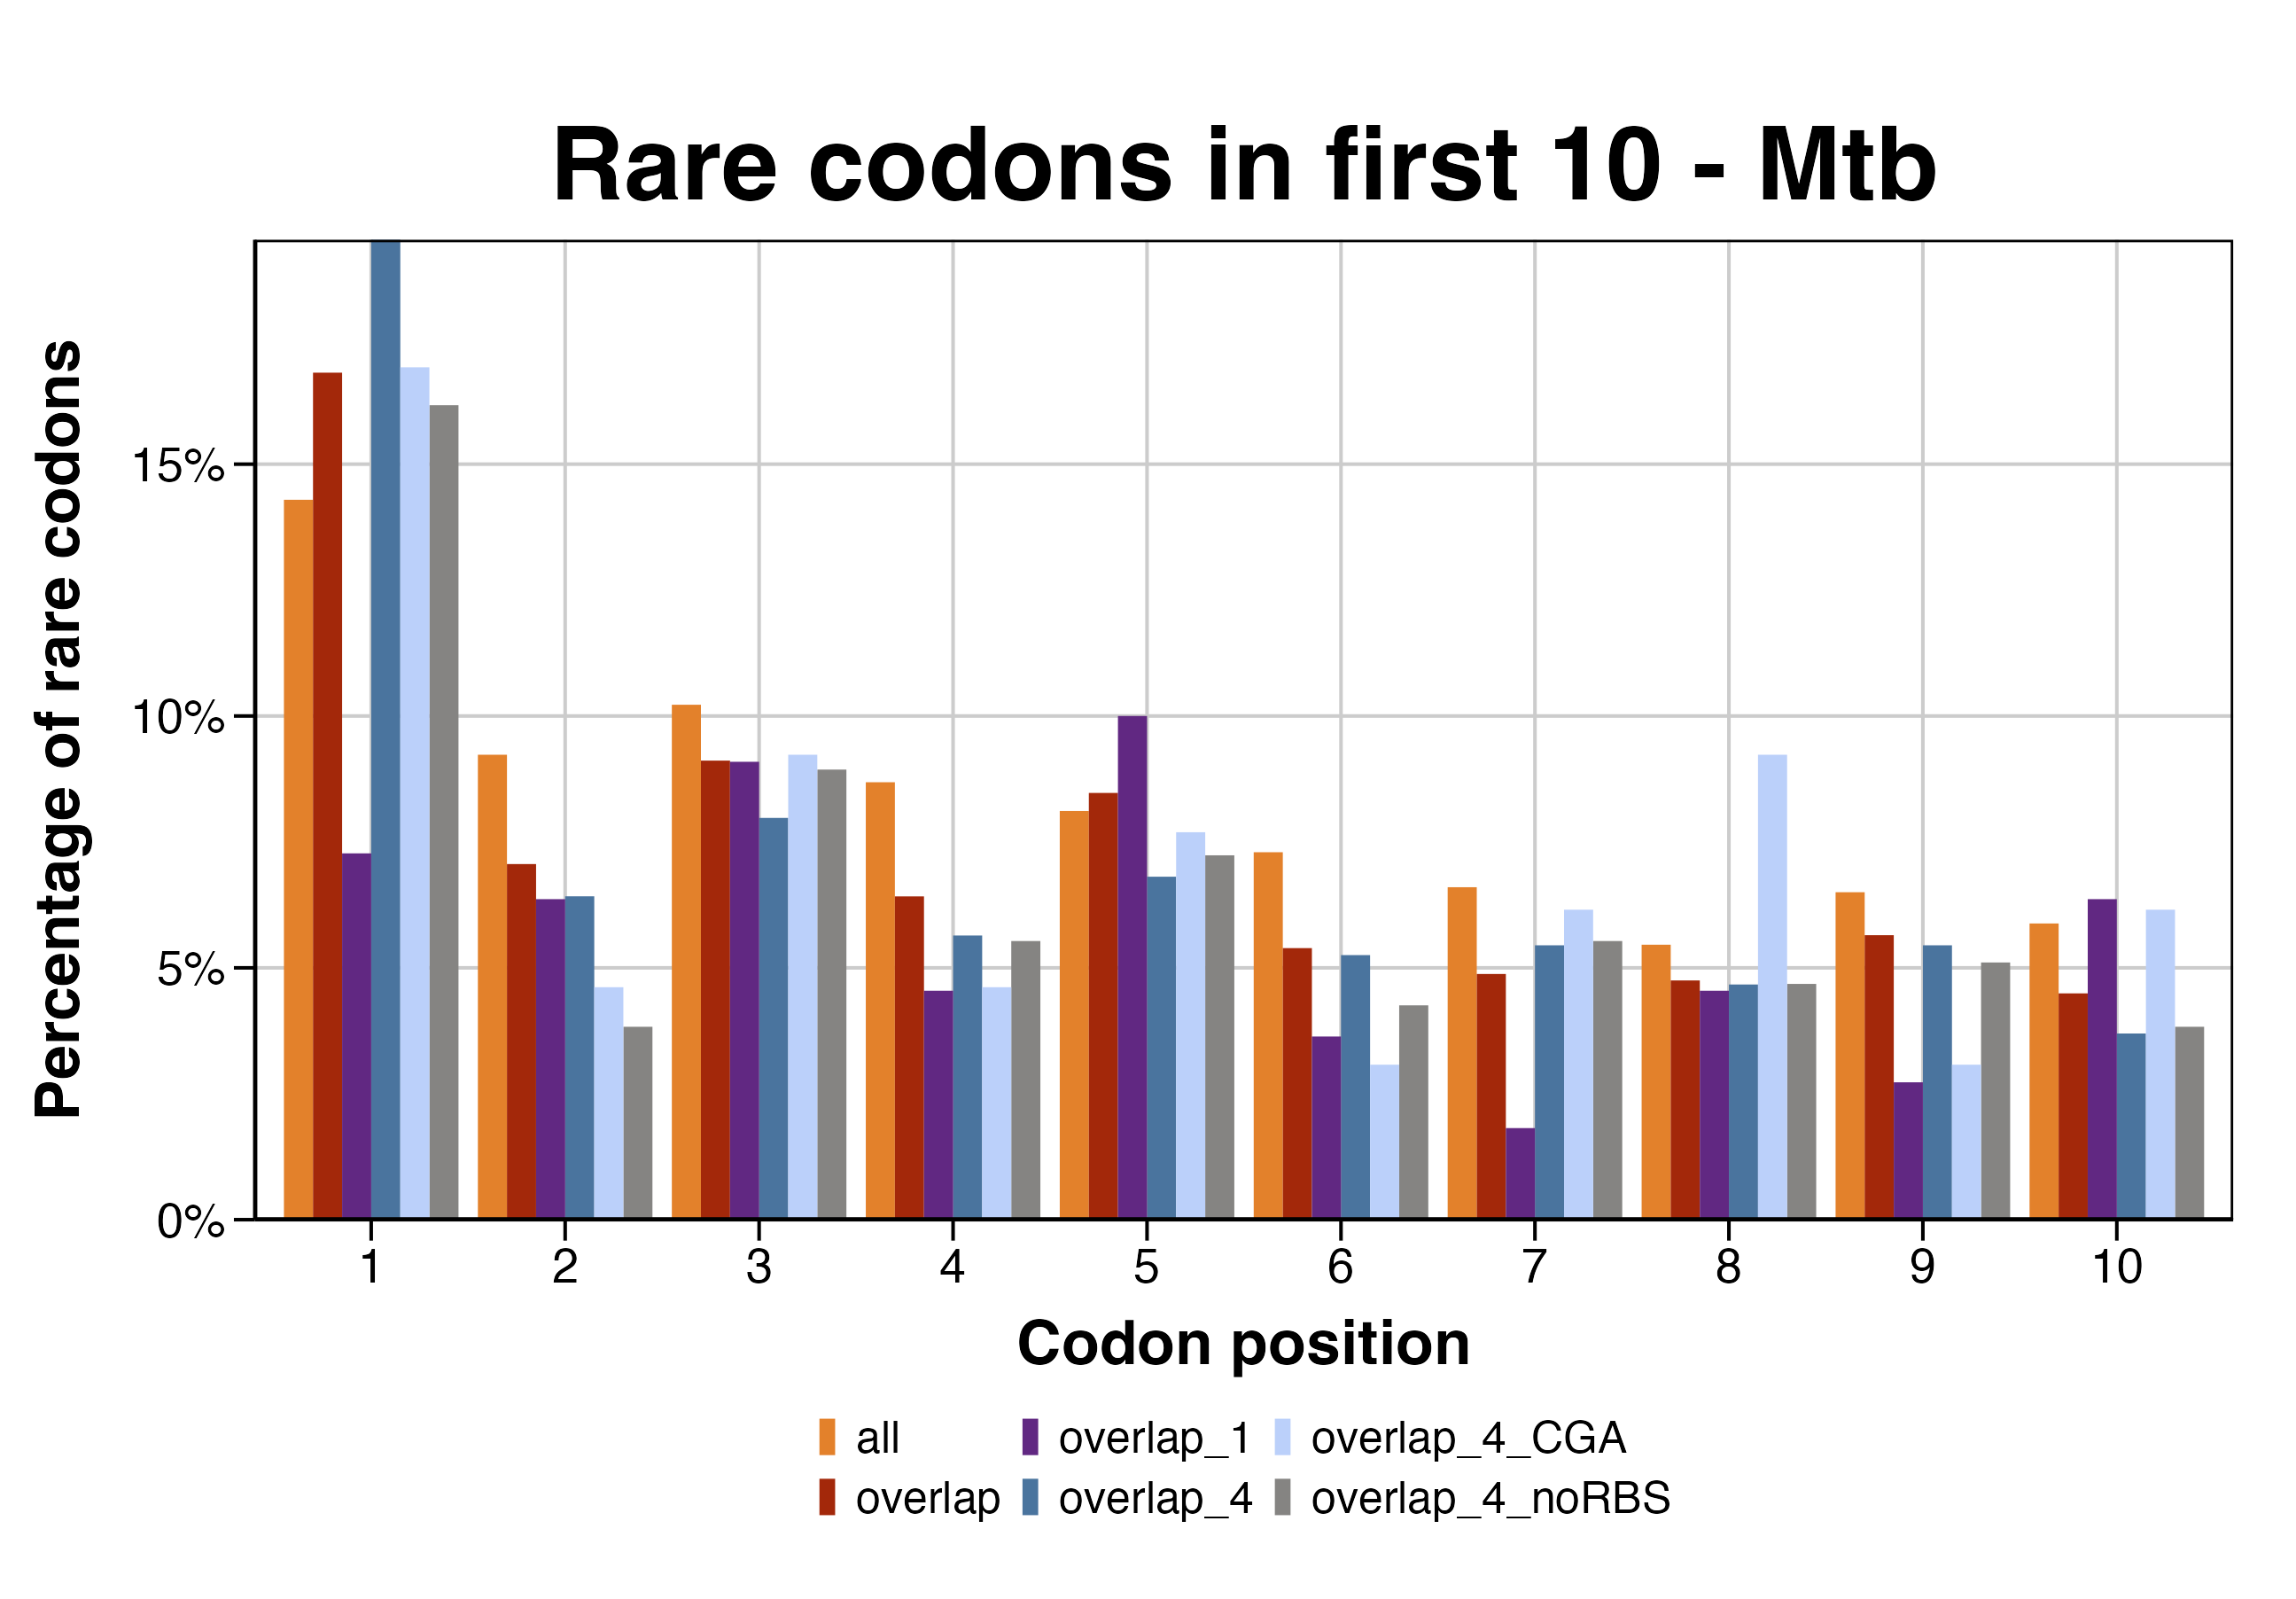 Rare codons in first 10 - Mtb
Percentage of rare codons
15%
10%
5%
0%
1 2 3 4 5 6 7 8 9 10
Codon position
all overlap_1 overlap_4_CGA
overlap overlap_4 overlap_4_noRBS